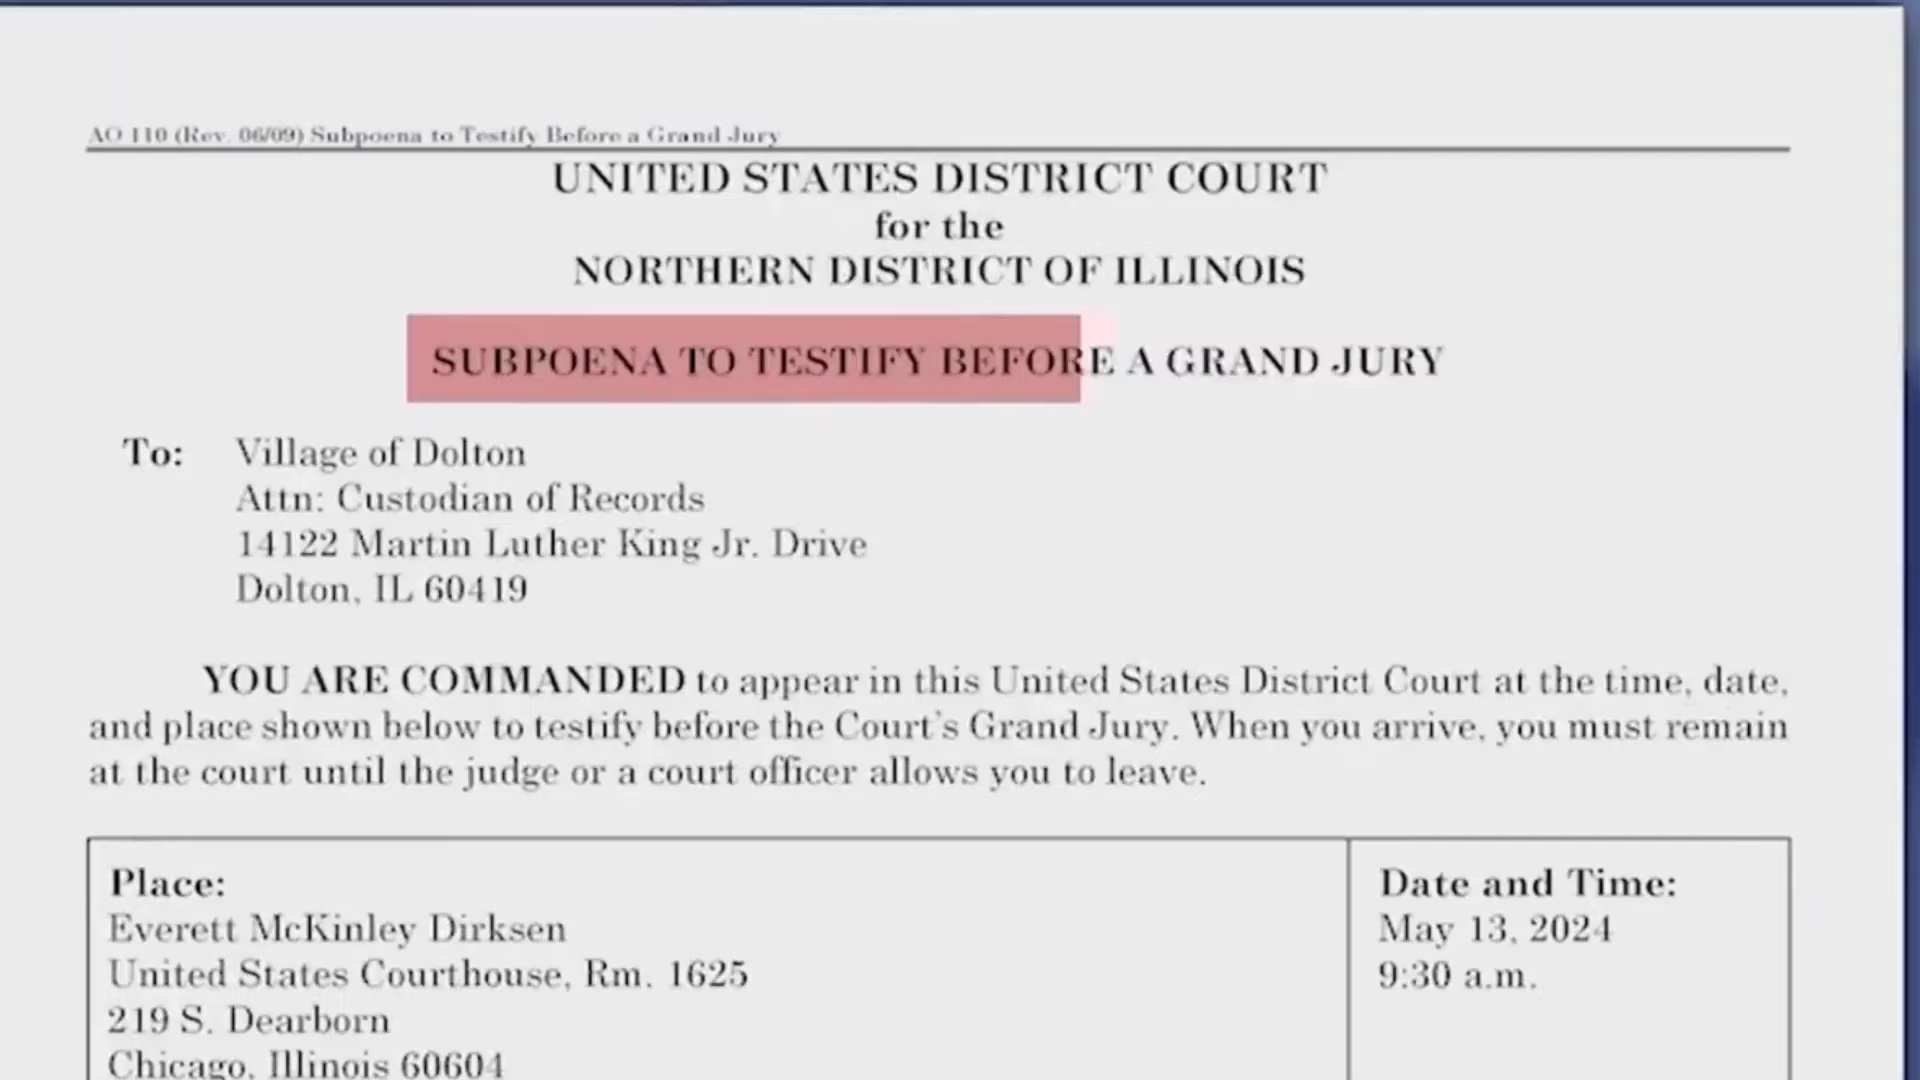 AO 110 (Rev. 06/09) Subpoena to Testify Before a Grand Jury
UNITED STATES DISTRICT COURT
for the
NORTHERN DISTRICT OF ILLINOIS
SUBPOENA TO TESTIFY BEFORE A GRAND JURY
To: Village of Dolton
Attn: Custodian of Records
14122 Martin Luther King Jr. Drive
Dolton, IL 60419
YOU ARE COMMANDED to appear in this United States District Court at the time, date,
and place shown below to testify before the Court's Grand Jury. When you arrive, you must remain
at the court until the judge or a court officer allows you to leave.
Place:
Everett McKinley Dirksen
United States Courthouse, Rm. 1625
219 S. Dearborn
Chicago, Illinois 60604
Date and Time:
May 13, 2024
9:30 a.m.